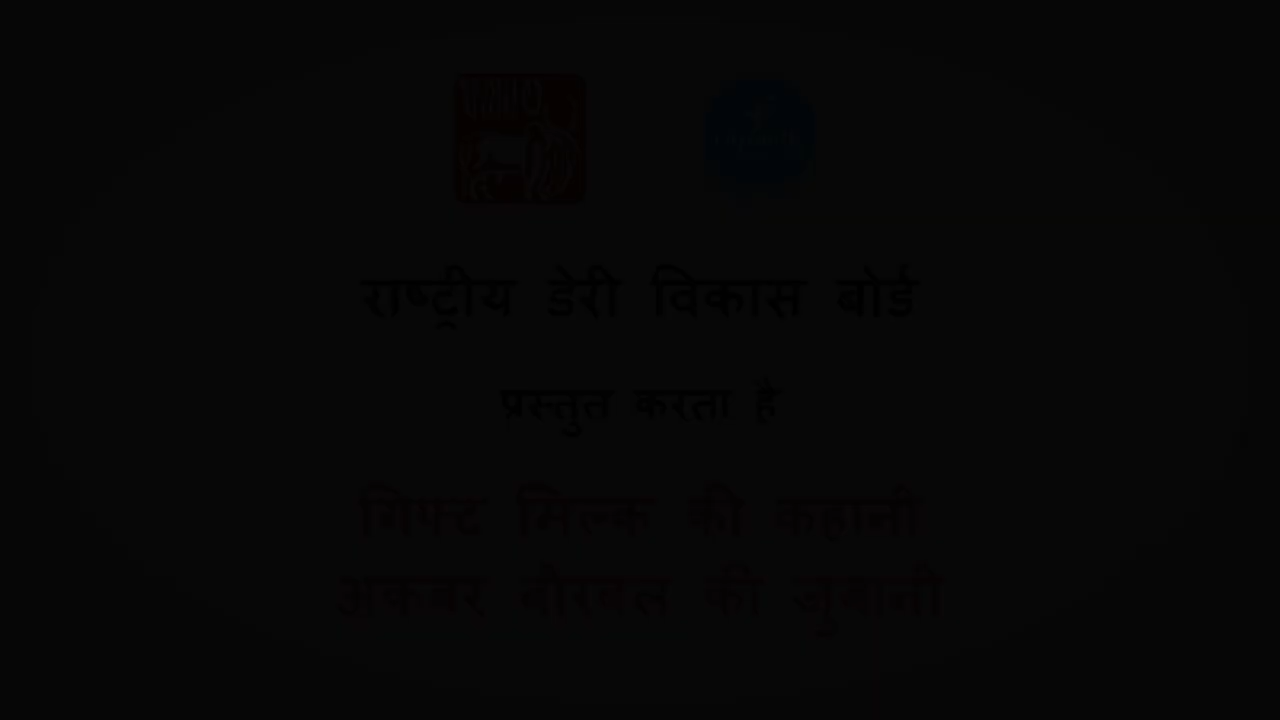 राष्ट्रीय डेरी विकास बोर्ड
प्रस्तुत करता है
गिफ्ट मिल्क की कहानी
अकबर बीरबल की जुबानी